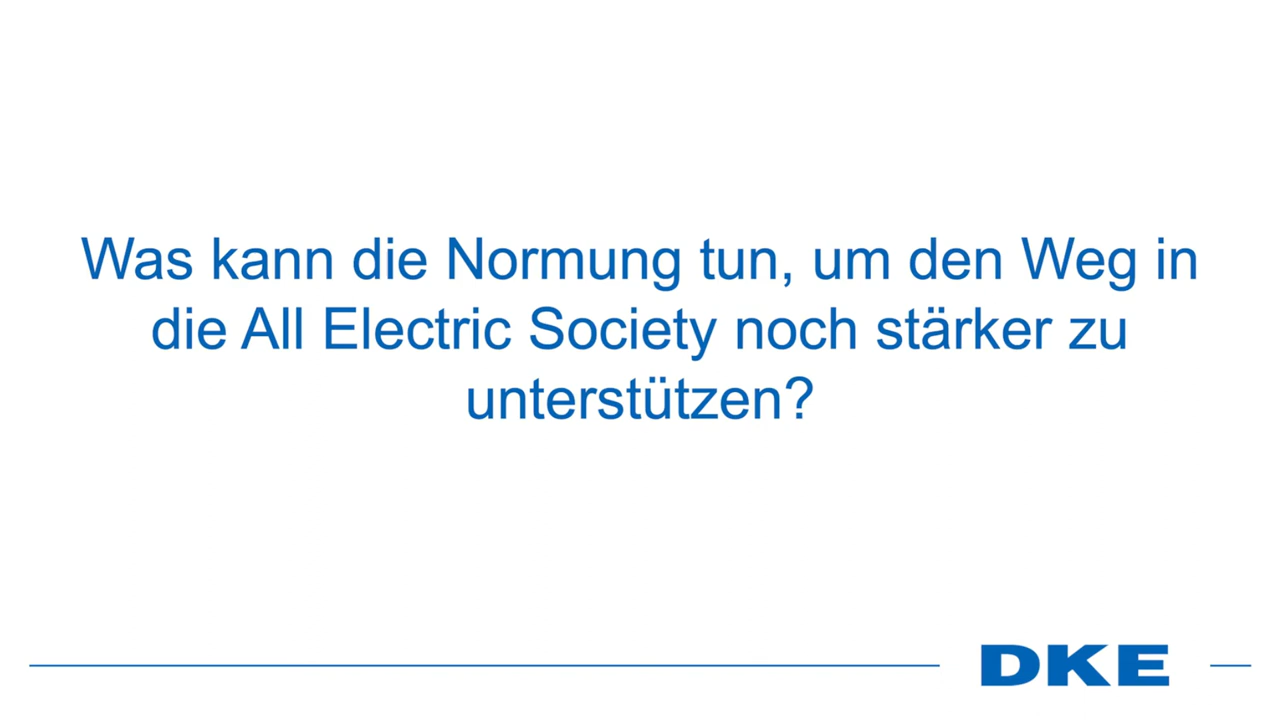 Was kann die Normung tun, um den Weg in
die All Electric Society noch stärker zu
unterstützen?
DKE